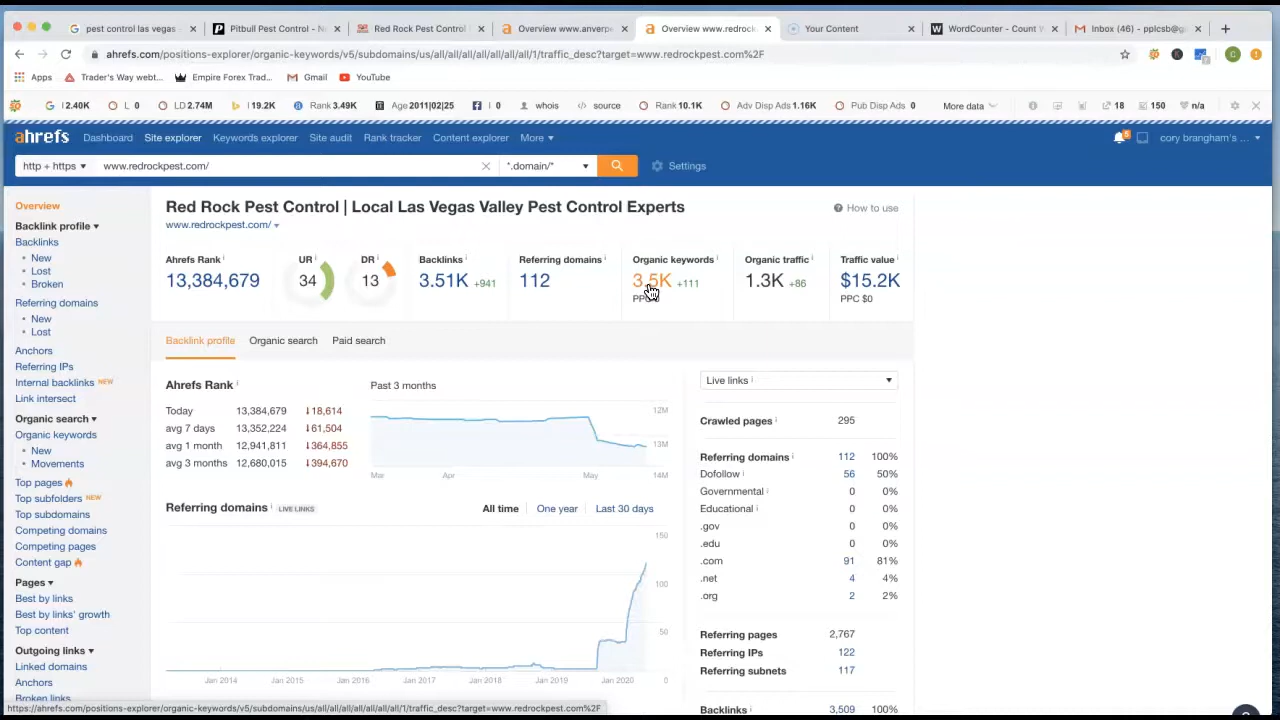 pest control las vegas
Pitbull Pest Control - N
Red Rock Pest Control
Overview www.anverpe
Overview www.redrock
Your Content
WordCounter - Count W
Inbox (46) - pplcsb@g
ahrefs.com/positions-explorer/organic-keywords/v5/subdomains/us/all/all/all/all/all/all/1/traffic_desc?target=www.redrockpest.com%2F
Apps
Trader's Way webt...
Empire Forex Trad...
Gmail
YouTube
I 2.40K
L 0
LD 2.74M
I 19.2K
Rank 3.49K
Age 2011|02|25
I 0
whois
source
Rank 10.1K
Adv Disp Ads 1.16K
Pub Disp Ads 0
More data
18
150
n/a
ahrefs
Dashboard
Site explorer
Keywords explorer
Site audit
Rank tracker
Content explorer
More
5
cory brangham's ...
http + https
www.redrockpest.com/
*.domain/*
Settings
Overview
Backlink profile
Backlinks
• New
• Lost
• Broken
Referring domains
• New
• Lost
Anchors
Referring IPs
Internal backlinks NEW
Link intersect
Organic search
Organic keywords
• New
• Movements
Top pages
Top subfolders NEW
Top subdomains
Competing domains
Competing pages
Content gap
Pages
Best by links
Best by links' growth
Top content
Outgoing links
Linked domains
Anchors
Broken links
Red Rock Pest Control | Local Las Vegas Valley Pest Control Experts
How to use
www.redrockpest.com/
Ahrefs Rank
13,384,679
UR
34
DR
13
Backlinks
3.51K +941
Referring domains
112
Organic keywords
3.5K +111
Organic traffic
1.3K +86
Traffic value
$15.2K
PPC $0
Backlink profile
Organic search
Paid search
Ahrefs Rank
Past 3 months
Today 13,384,679 ↓18,614
avg 7 days 13,352,224 ↓61,504
avg 1 month 12,941,811 ↓364,855
avg 3 months 12,680,015 ↓394,670
12M
13M
14M
Mar
Apr
May
Referring domains LIVE LINKS
All time
One year
Last 30 days
150
100
50
0
Jan 2014
Jan 2015
Jan 2016
Jan 2017
Jan 2018
Jan 2019
Jan 2020
Live links
Crawled pages 295
Referring domains 112 100%
Dofollow 56 50%
Governmental 0 0%
Educational 0 0%
.gov 0 0%
.edu 0 0%
.com 91 81%
.net 4 4%
.org 2 2%
Referring pages 2,767
Referring IPs 122
Referring subnets 117
Backlinks 3,509 100%
https://ahrefs.com/positions-explorer/organic-keywords/v5/subdomains/us/all/all/all/all/all/all/1/traffic_desc?target=www.redrockpest.com%2F